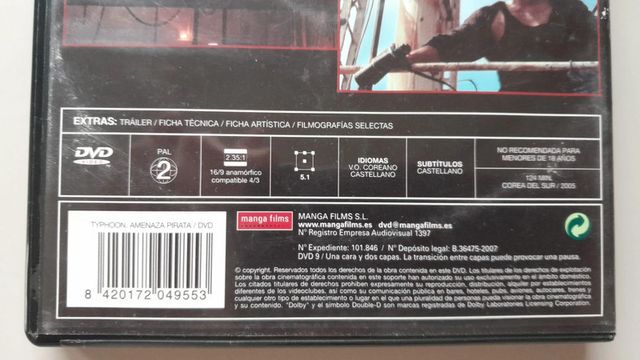 EXTRAS: TRÁILER / FICHA TÉCNICA / FICHA ARTÍSTICA / FILMOGRAFÍAS SELECTAS
DVD
VIDEO
PAL
2
2.35:1
16/9 anamórfico
compatible 4/3
5.1
IDIOMAS
V.O. COREANO
CASTELLANO
SUBTÍTULOS
CASTELLANO
NO RECOMENDADA PARA
MENORES DE 18 AÑOS
124 MIN.
COREA DEL SUR / 2005
TYPHOON. AMENAZA PIRATA / DVD
8 420172 049553
manga films
MANGA FILMS S.L.
www.mangafilms.es dvd@mangafilms.es
Nº Registro Empresa Audiovisual 1397
Nº Expediente: 101.846 / Nº Depósito legal: B.36475-2007
DVD 9 / Una cara y dos capas. La transición entre capas puede provocar una pausa.
© copyright. Reservados todos los derechos de la obra contenida en este DVD. Los titulares de los derechos de explotación
sobre la obra cinematográfica contenida en este soporte han autorizado su uso exclusivamente en el ámbito doméstico.
Los citados titulares de derechos prohíben expresamente su reproducción, distribución, alquiler por establecimientos
diferentes de los videoclubes, así como su comunicación pública en bares, hoteles, pubs, aviones, autocares, trenes y
cualquier otro tipo de establecimiento o lugar en el que una pluralidad de personas pueda visionar la obra cinematográfica
y su contenido. "Dolby" y el símbolo Double-D son marcas registradas de Dolby Laboratories Licensing Corporation.